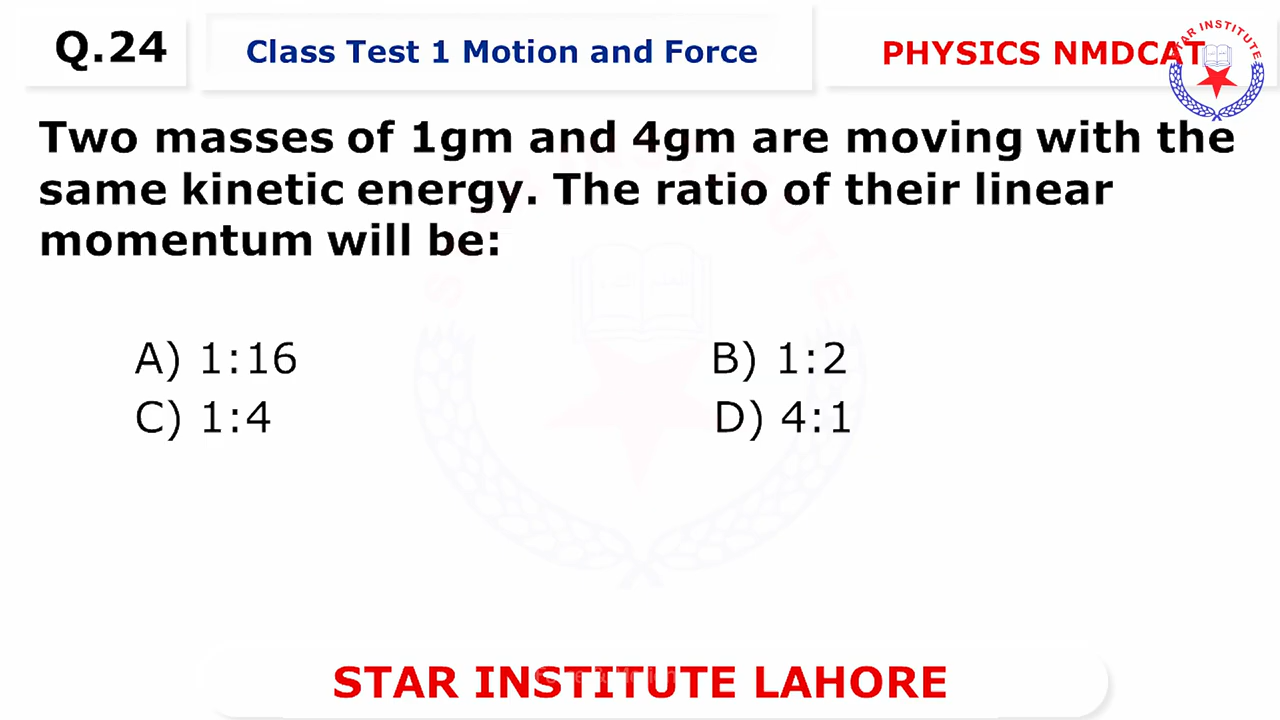 Q.24
Class Test 1 Motion and Force
PHYSICS NMDCAT
STAR INSTITUTE
Two masses of 1gm and 4gm are moving with the
same kinetic energy. The ratio of their linear
momentum will be:
A) 1:16
B) 1:2
C) 1:4
D) 4:1
STAR INSTITUTE LAHORE